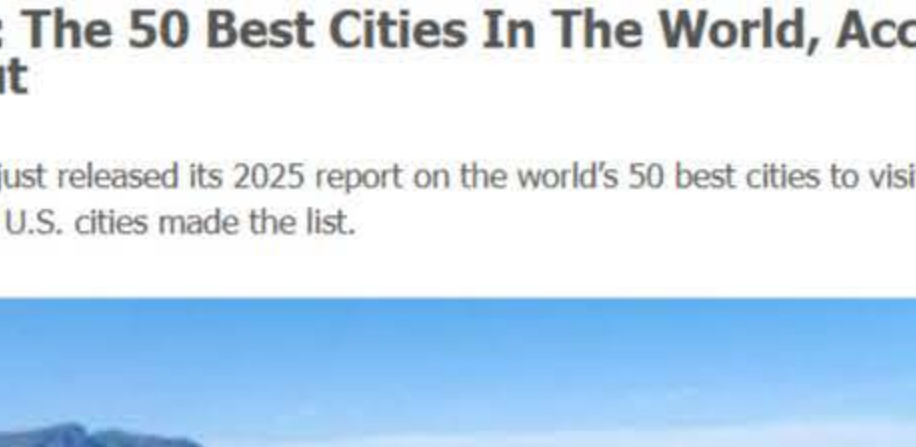 : The 50 Best Cities In The World, Acc
ut
just released its 2025 report on the world's 50 best cities to visi
U.S. cities made the list.